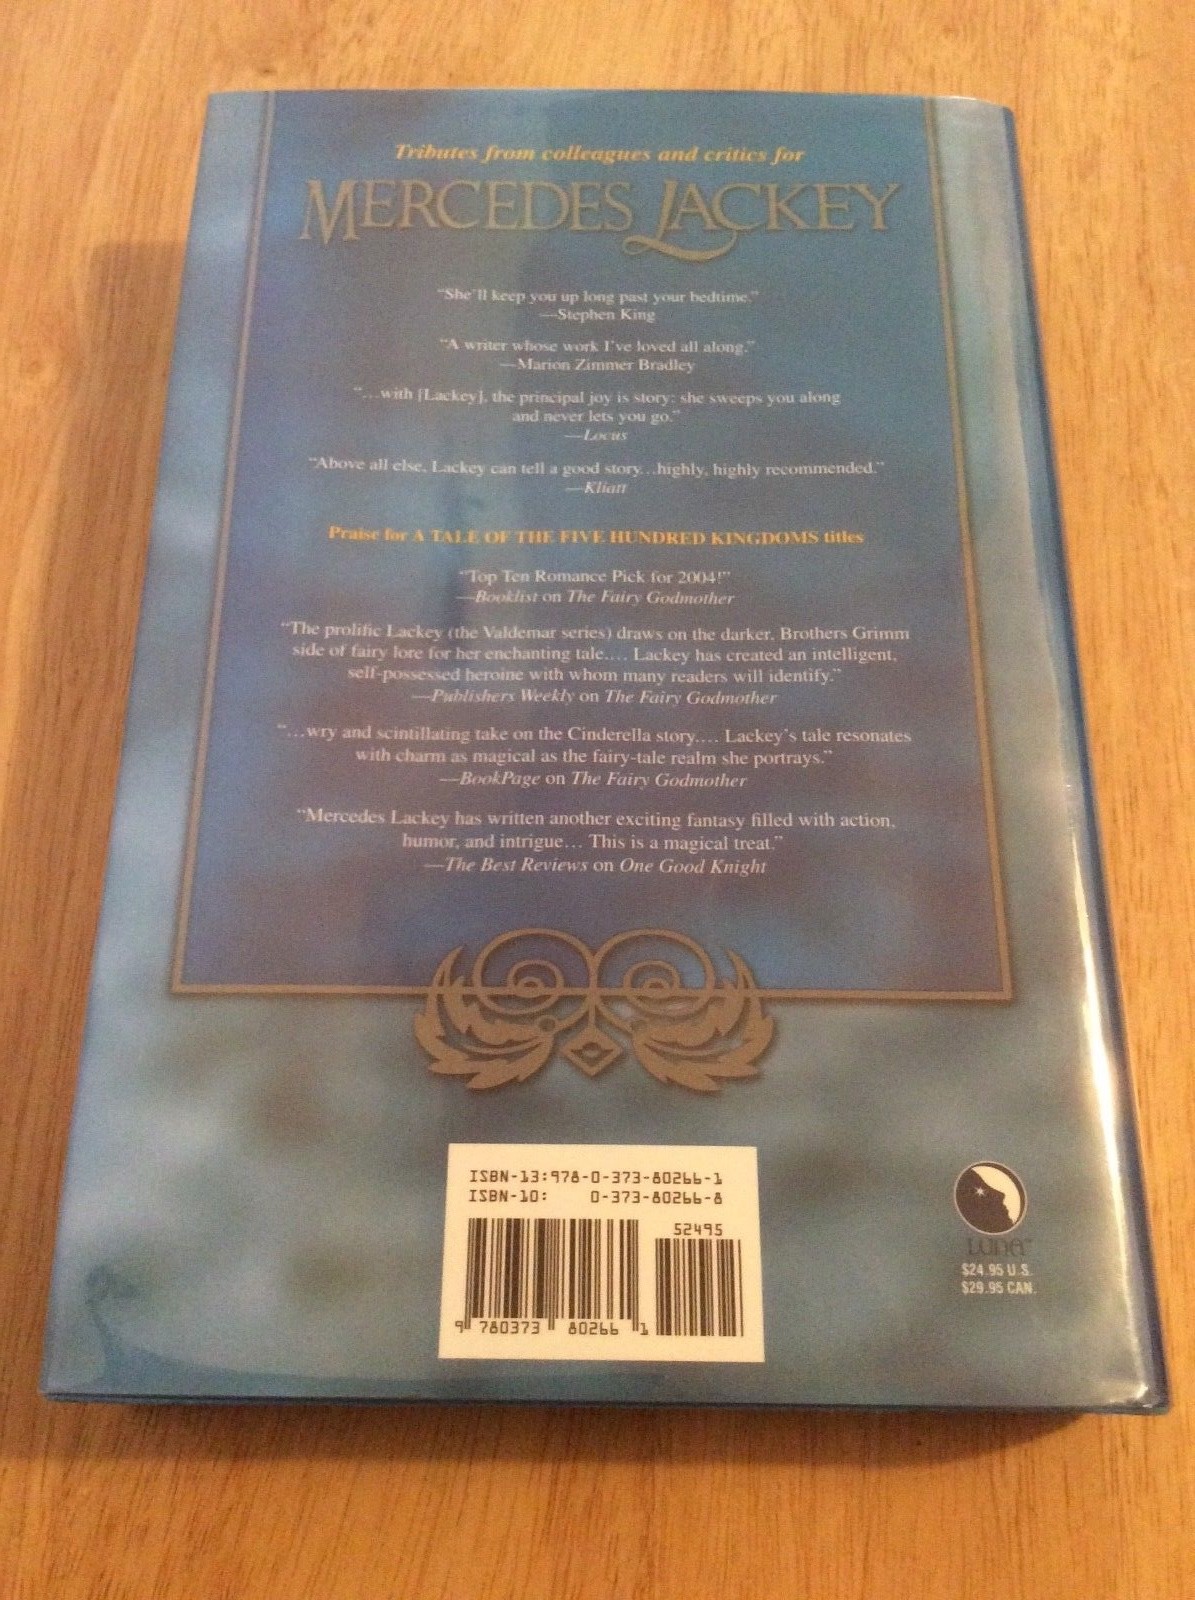 Tributes from colleagues and critics for
MERCEDES LACKEY
"She'll keep you up long past your bedtime."
—Stephen King
"A writer whose work I've loved all along."
—Marion Zimmer Bradley
"...with [Lackey], the principal joy is story: she sweeps you along
and never lets you go."
—Locus
"Above all else, Lackey can tell a good story...highly, highly recommended."
—Kliatt
Praise for A TALE OF THE FIVE HUNDRED KINGDOMS titles
"Top Ten Romance Pick for 2004!"
—Booklist on The Fairy Godmother
"The prolific Lackey (the Valdemar series) draws on the darker, Brothers Grimm
side of fairy lore for her enchanting tale.... Lackey has created an intelligent,
self-possessed heroine with whom many readers will identify."
—Publishers Weekly on The Fairy Godmother
"...wry and scintillating take on the Cinderella story.... Lackey's tale resonates
with charm as magical as the fairy-tale realm she portrays."
—BookPage on The Fairy Godmother
"Mercedes Lackey has written another exciting fantasy filled with action,
humor, and intrigue... This is a magical treat."
—The Best Reviews on One Good Knight
ISBN-13:978-0-373-80266-1
ISBN-10: 0-373-80266-8
52495
9 780373 802661
LUNA™
$24.95 U.S.
$29.95 CAN.